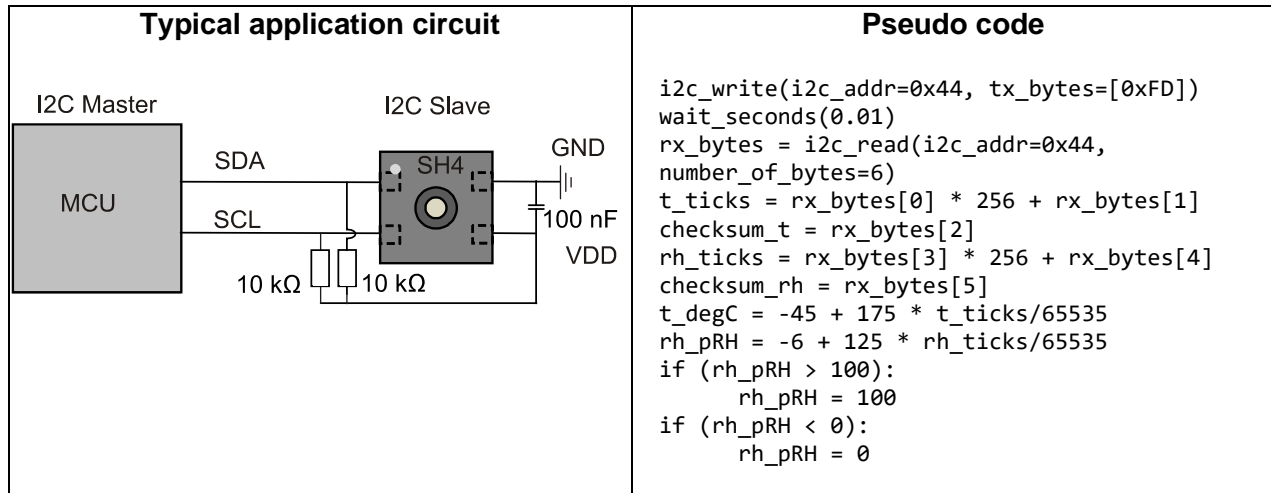 Typical application circuit
I2C Master
I2C Slave
MCU
SDA
SCL
SH4
GND
100 nF
VDD
10 kΩ
10 kΩ
Pseudo code
i2c_write(i2c_addr=0x44, tx_bytes=[0xFD])
wait_seconds(0.01)
rx_bytes = i2c_read(i2c_addr=0x44,
number_of_bytes=6)
t_ticks = rx_bytes[0] * 256 + rx_bytes[1]
checksum_t = rx_bytes[2]
rh_ticks = rx_bytes[3] * 256 + rx_bytes[4]
checksum_rh = rx_bytes[5]
t_degC = -45 + 175 * t_ticks/65535
rh_pRH = -6 + 125 * rh_ticks/65535
if (rh_pRH > 100):
rh_pRH = 100
if (rh_pRH < 0):
rh_pRH = 0